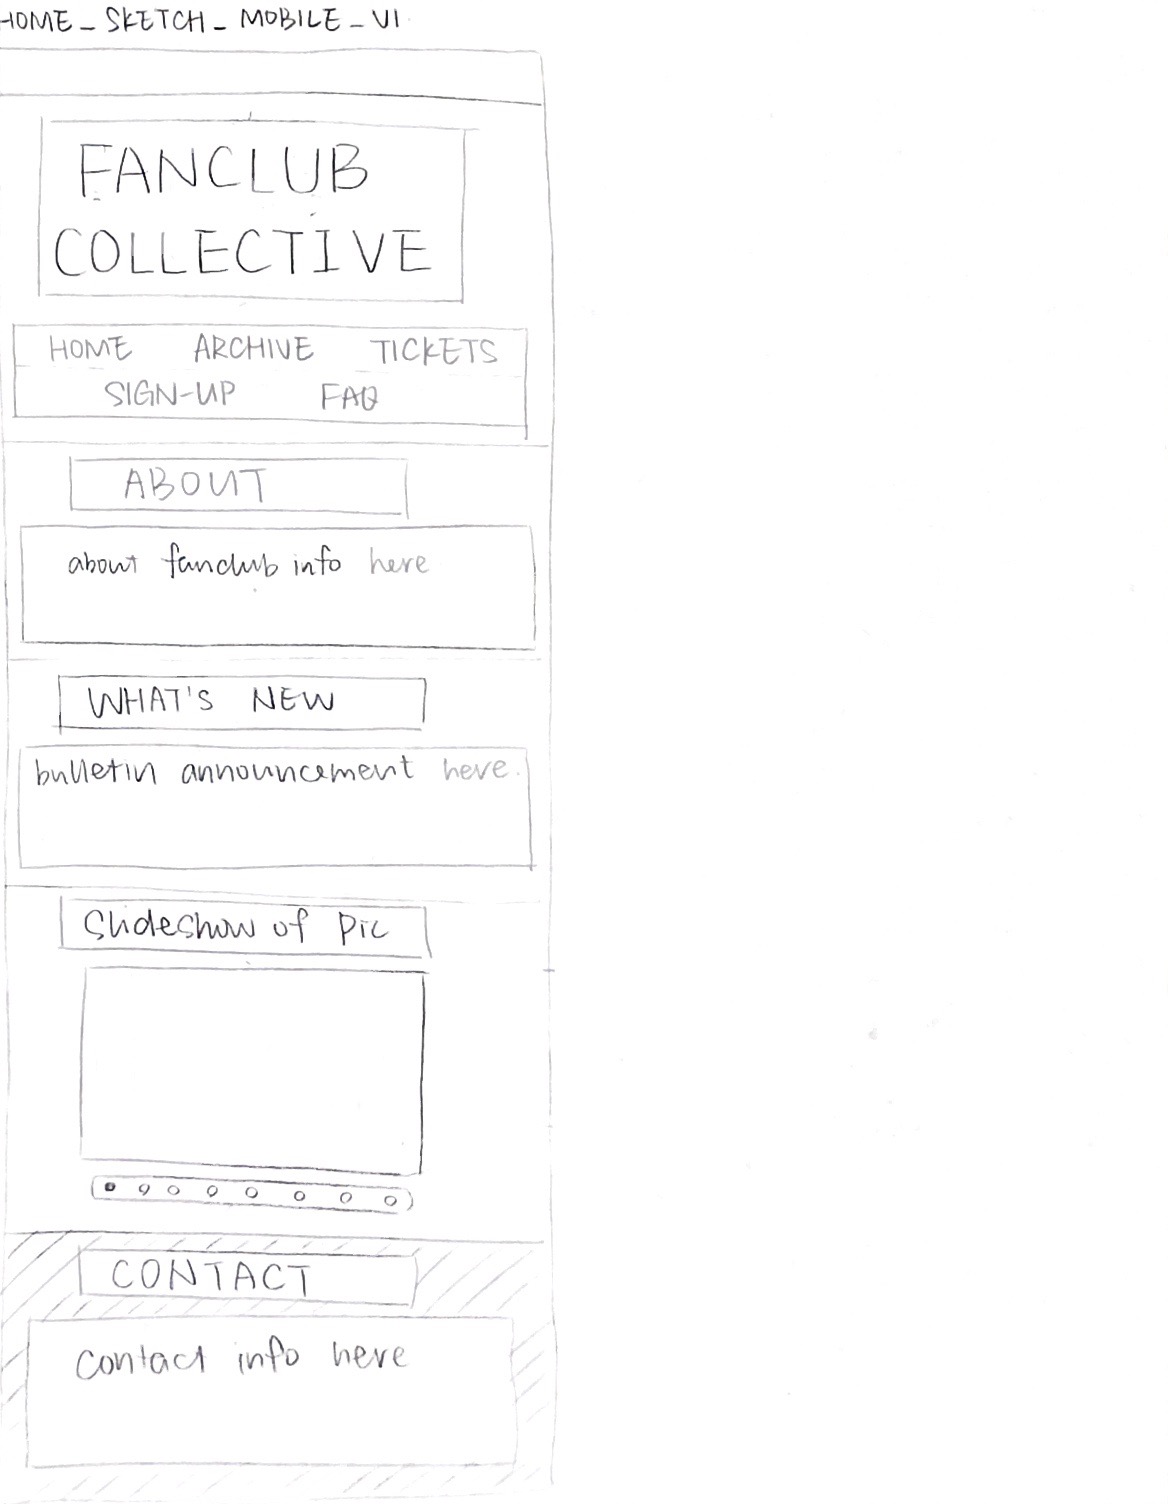 HOME_SKETCH_MOBILE_V1
FANCLUB
COLLECTIVE
HOME ARCHIVE TICKETS
SIGN-UP FAQ
ABOUT
about fanclub info here
WHAT'S NEW
bulletin announcement here.
Slideshow of Pic
CONTACT
contact info here